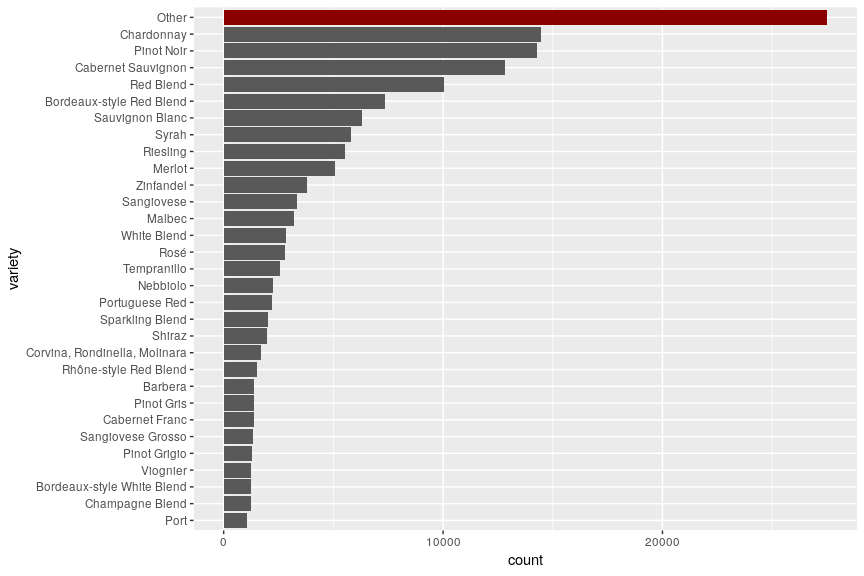 Other
Chardonnay
Pinot Noir
Cabernet Sauvignon
Red Blend
Bordeaux-style Red Blend
Sauvignon Blanc
Syrah
Riesling
Merlot
Zinfandel
Sangiovese
Malbec
White Blend
Rosé
Tempranillo
Nebbiolo
Portuguese Red
Sparkling Blend
Shiraz
Corvina, Rondinella, Molinara
Rhône-style Red Blend
Barbera
Pinot Gris
Cabernet Franc
Sangiovese Grosso
Pinot Grigio
Viognier
Bordeaux-style White Blend
Champagne Blend
Port
variety
0 10000 20000
count